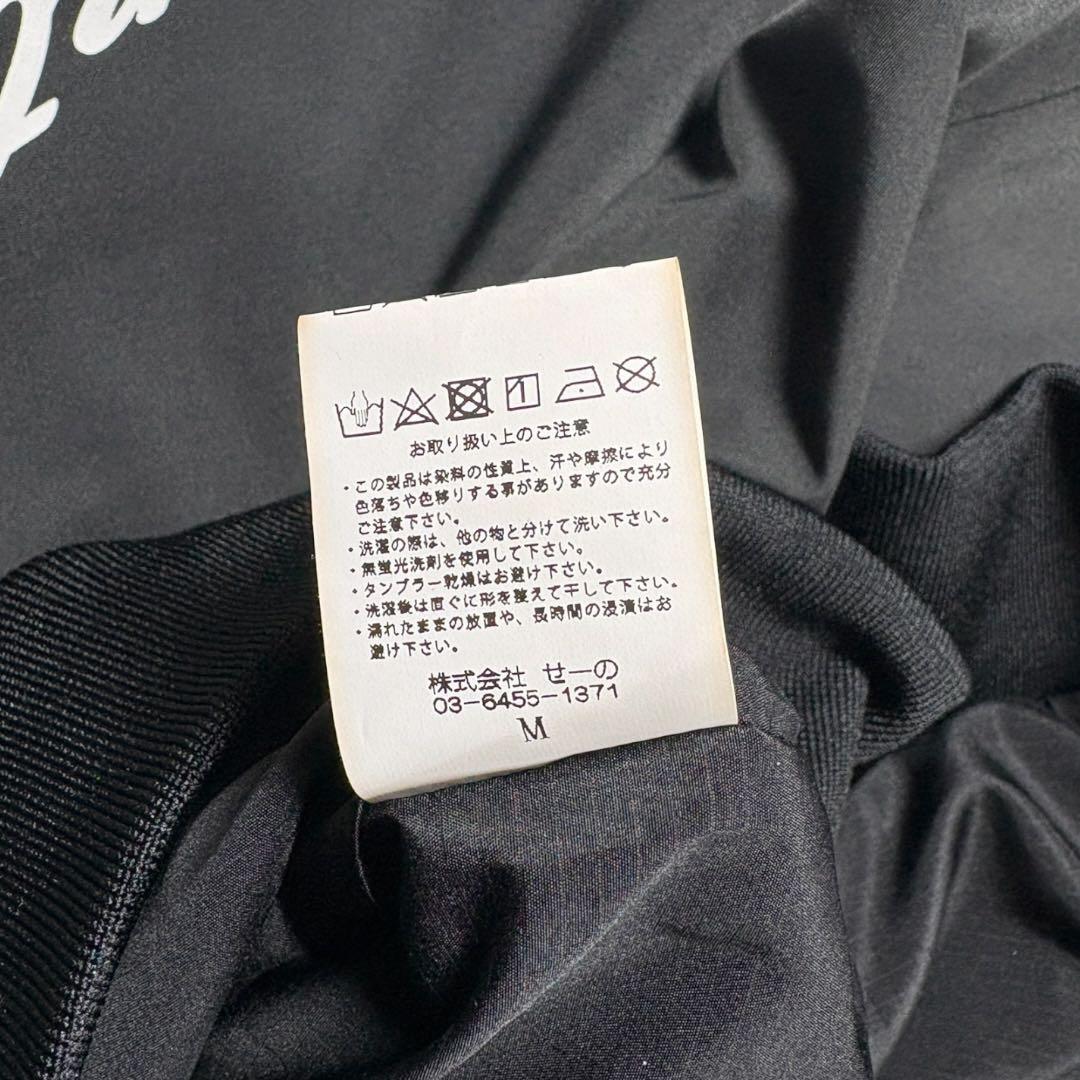 お取り扱い上のご注意
・この製品は染料の性質上、汗や摩擦により
色落ちや色移りする事がありますので充分
ご注意下さい。
・洗濯の際は、他の物と分けて洗い下さい。
・無蛍光洗剤を使用して下さい。
・タンブラー乾燥はお避け下さい。
・洗濯後は直ぐに形を整えて干して下さい。
・濡れたままの放置や、長時間の浸漬はお
避け下さい。
株式会社 せーの
03-6455-1371
M